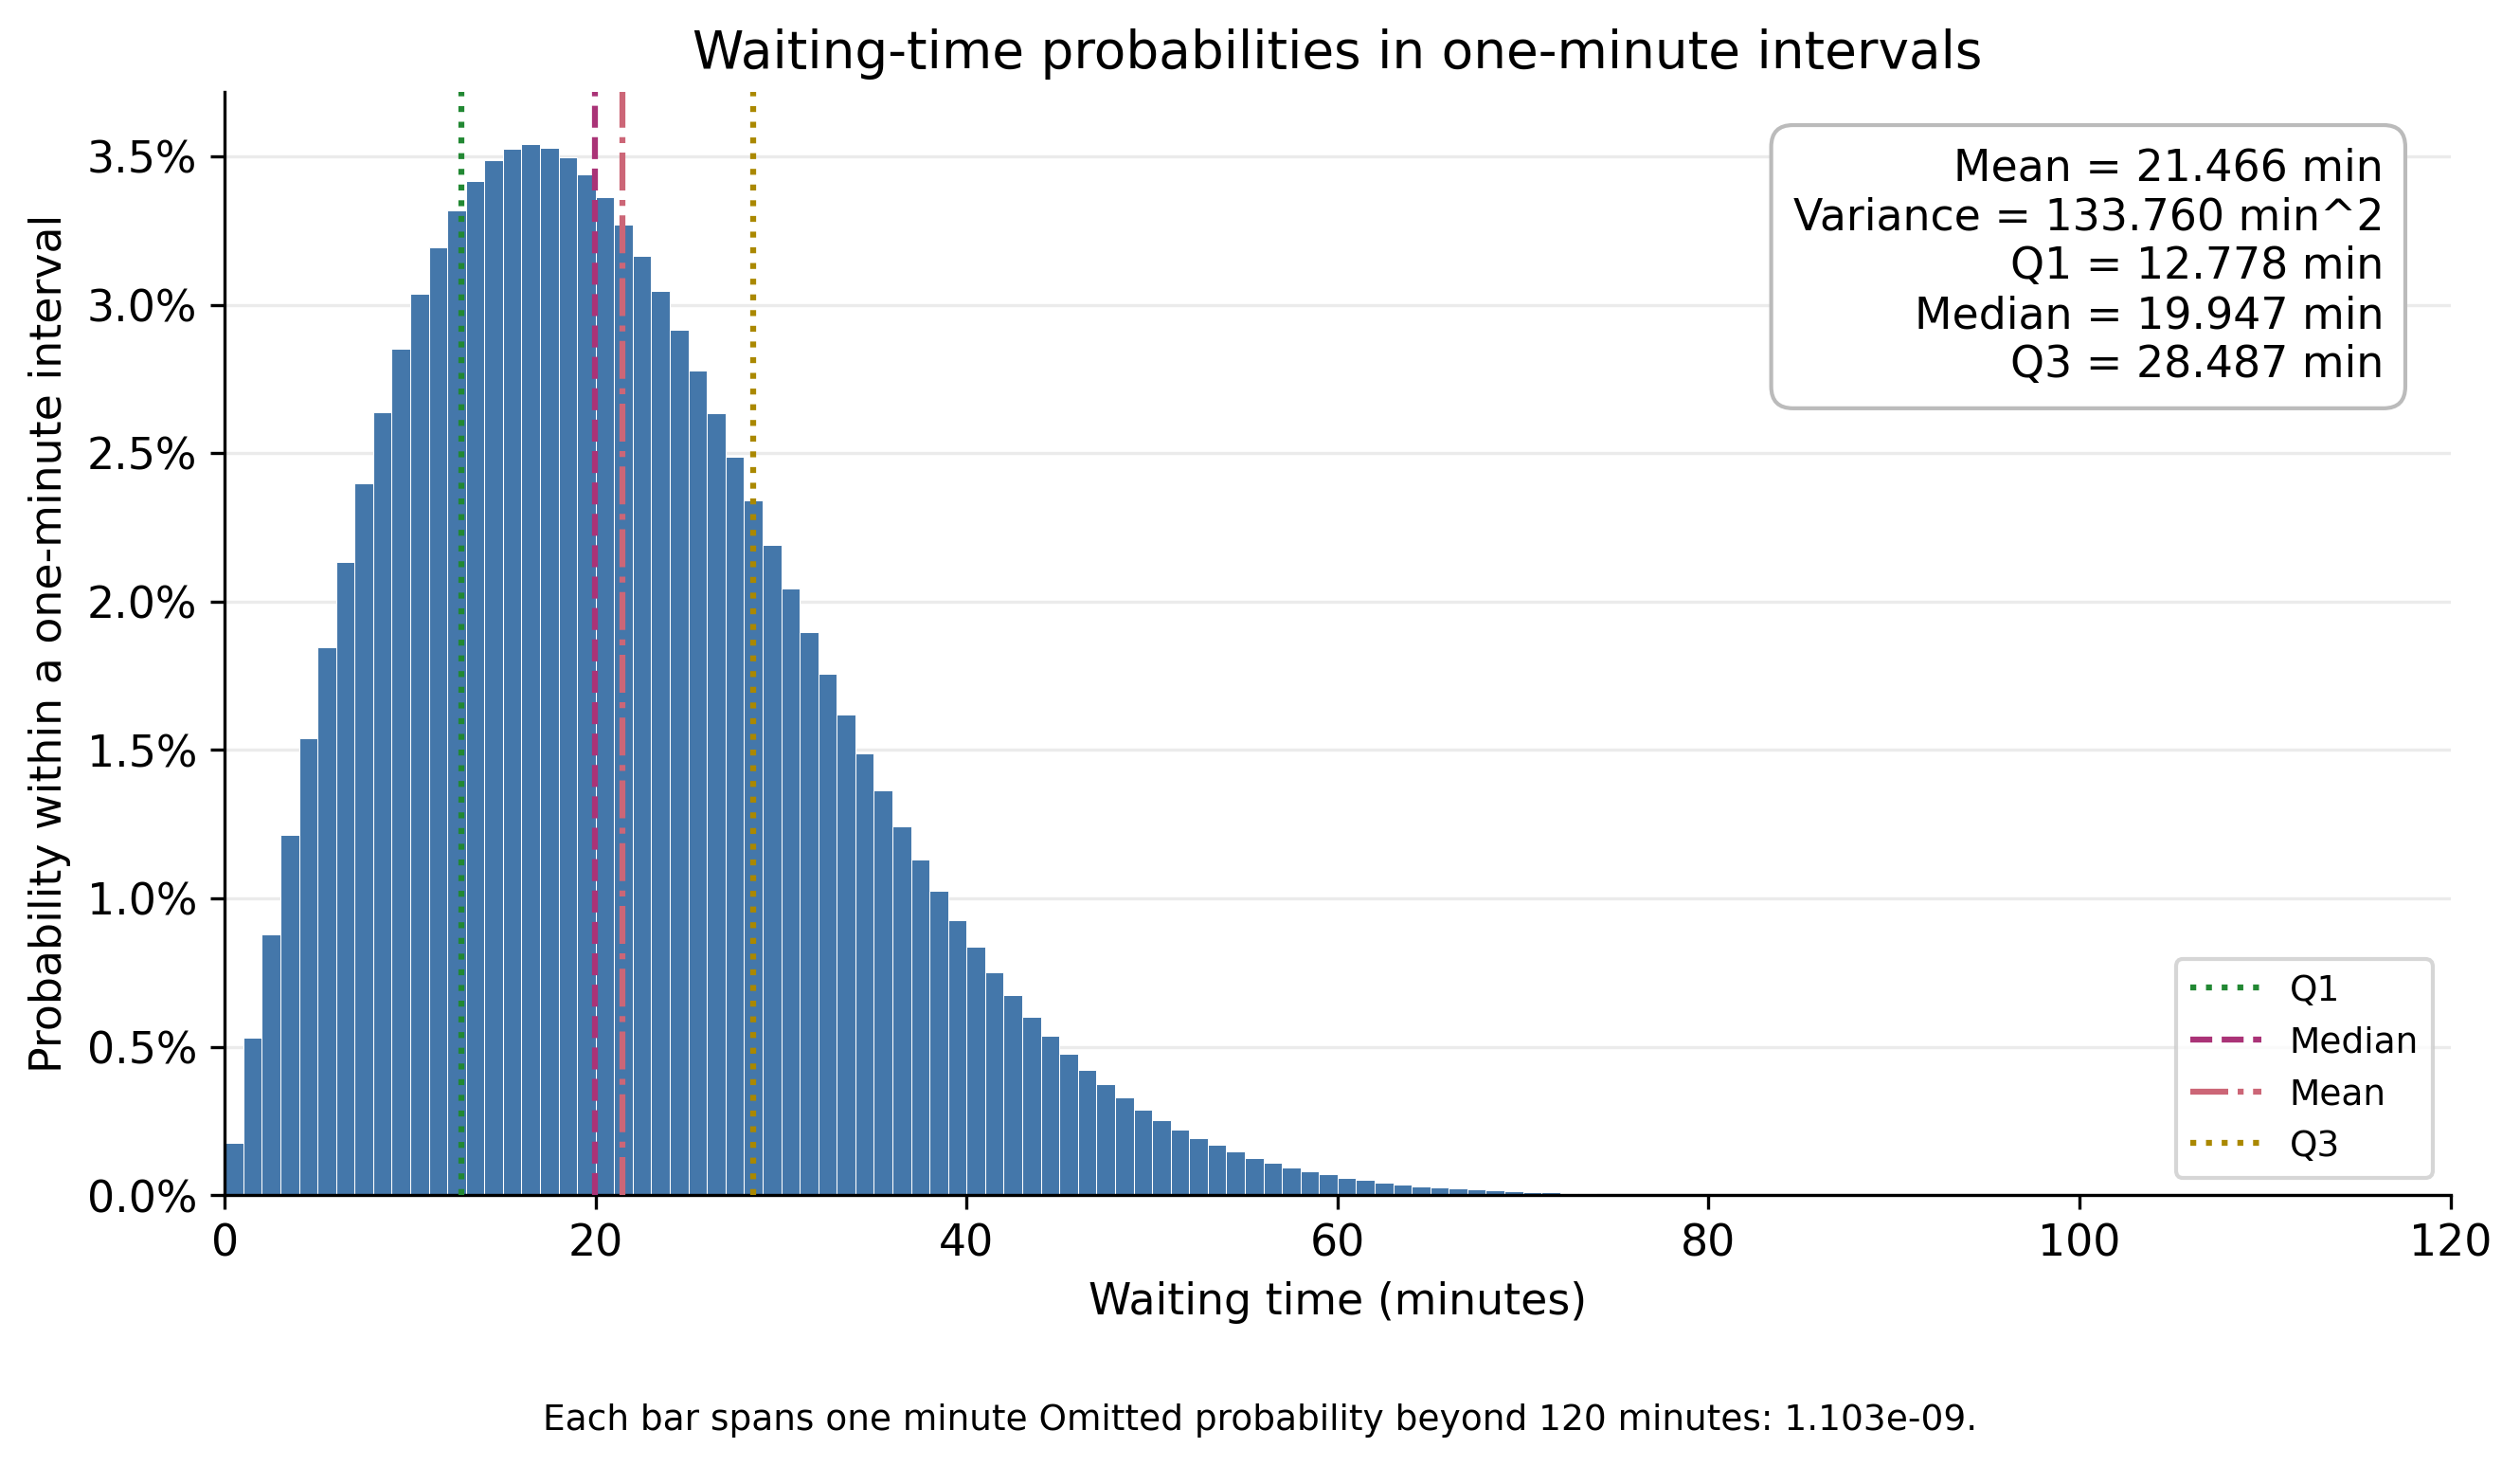 Waiting-time probabilities in one-minute intervals
Probability within a one-minute interval
3.5%
3.0%
2.5%
2.0%
1.5%
1.0%
0.5%
0.0%
Mean = 21.466 min
Variance = 133.760 min^2
Q1 = 12.778 min
Median = 19.947 min
Q3 = 28.487 min
Q1
Median
Mean
Q3
0 20 40 60 80 100 120
Waiting time (minutes)
Each bar spans one minute Omitted probability beyond 120 minutes: 1.103e-09.